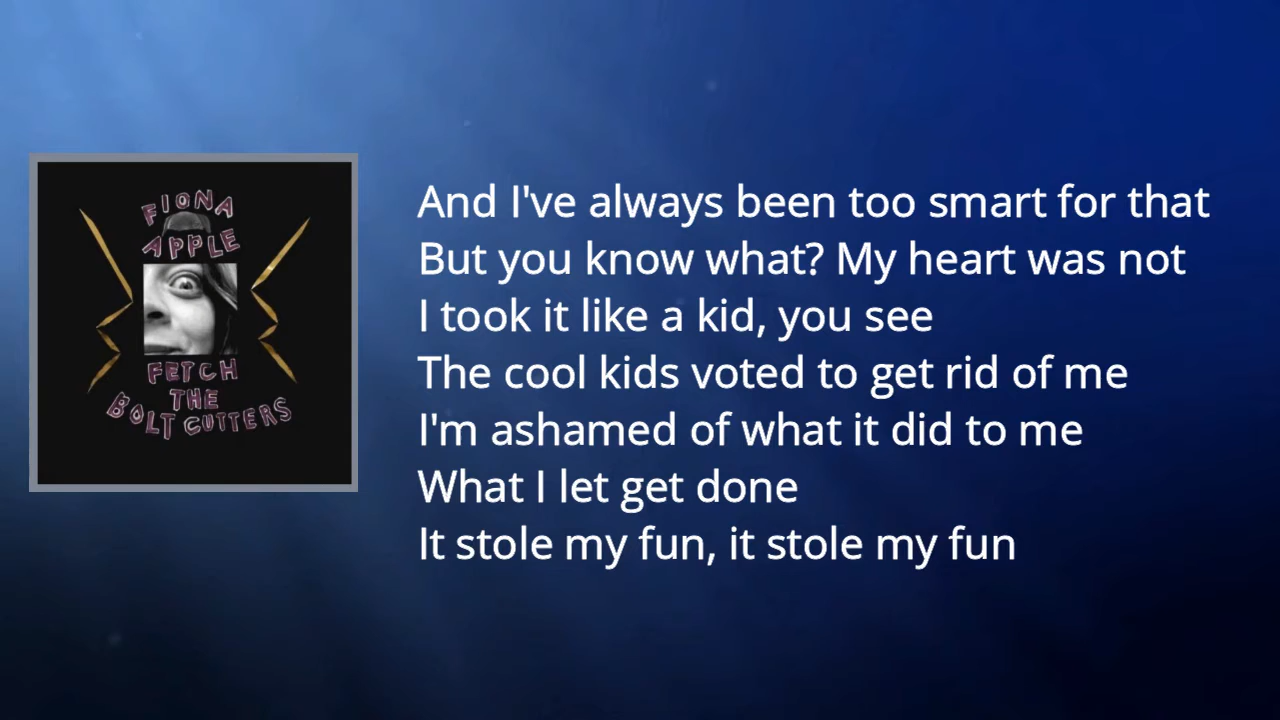 FIONA
APPLE
FETCH
THE
BOLT CUTTERS
And I've always been too smart for that
But you know what? My heart was not
I took it like a kid, you see
The cool kids voted to get rid of me
I'm ashamed of what it did to me
What I let get done
It stole my fun, it stole my fun